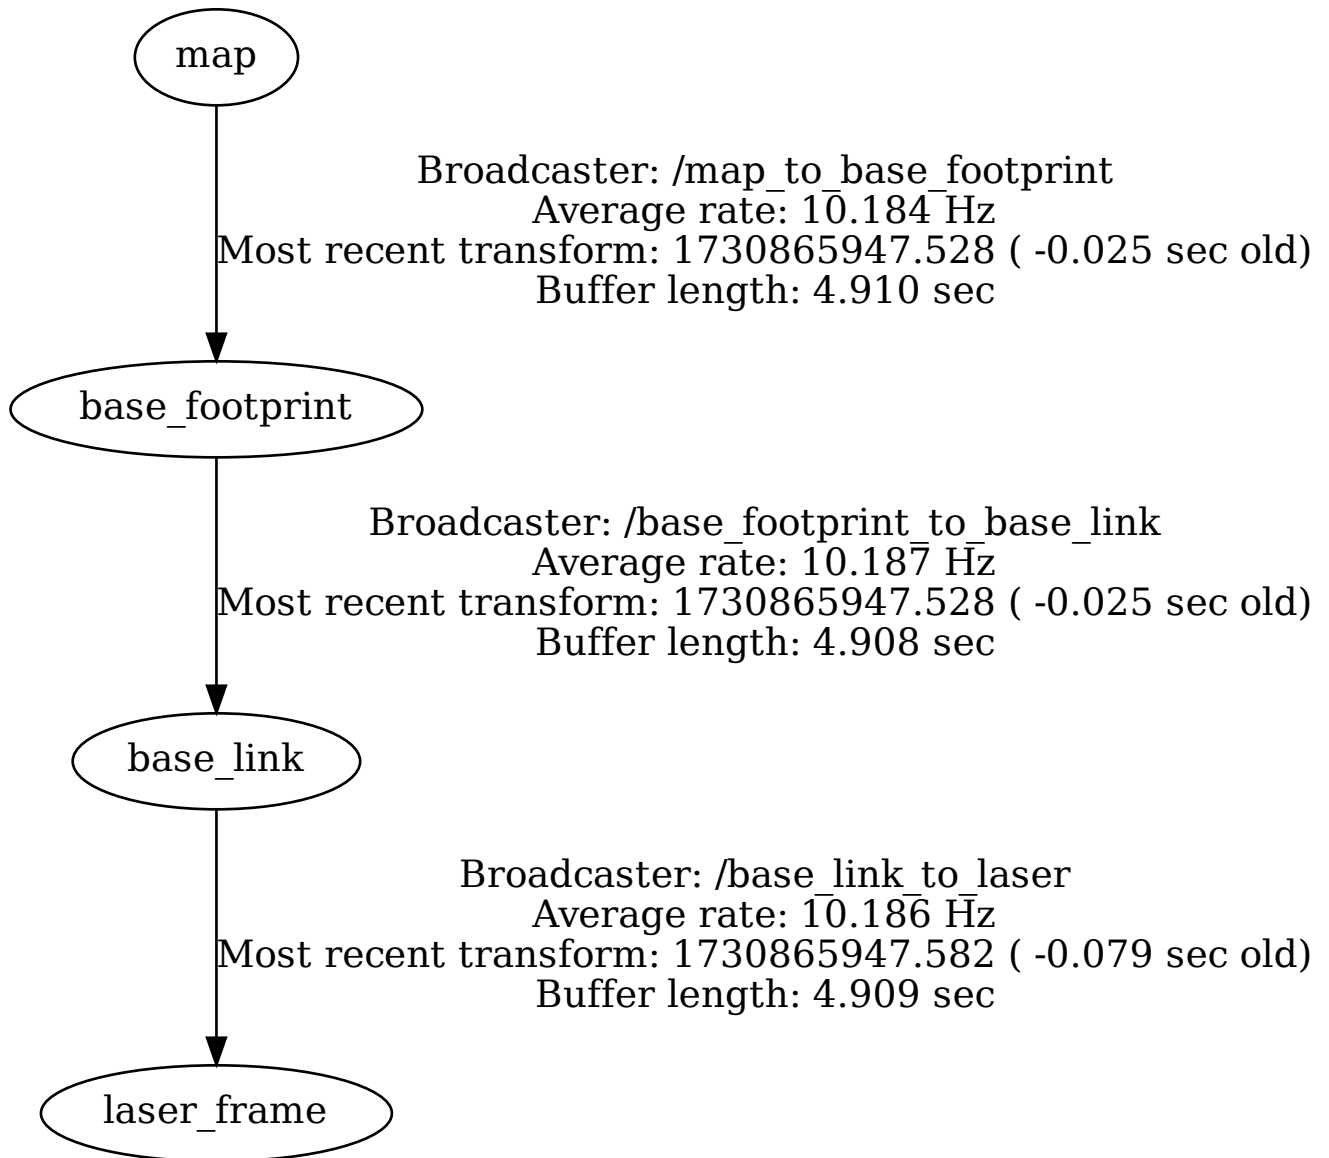 map
Broadcaster: /map_to_base_footprint
Average rate: 10.184 Hz
Most recent transform: 1730865947.528 ( -0.025 sec old)
Buffer length: 4.910 sec
base_footprint
Broadcaster: /base_footprint_to_base_link
Average rate: 10.187 Hz
Most recent transform: 1730865947.528 ( -0.025 sec old)
Buffer length: 4.908 sec
base_link
Broadcaster: /base_link_to_laser
Average rate: 10.186 Hz
Most recent transform: 1730865947.582 ( -0.079 sec old)
Buffer length: 4.909 sec
laser_frame